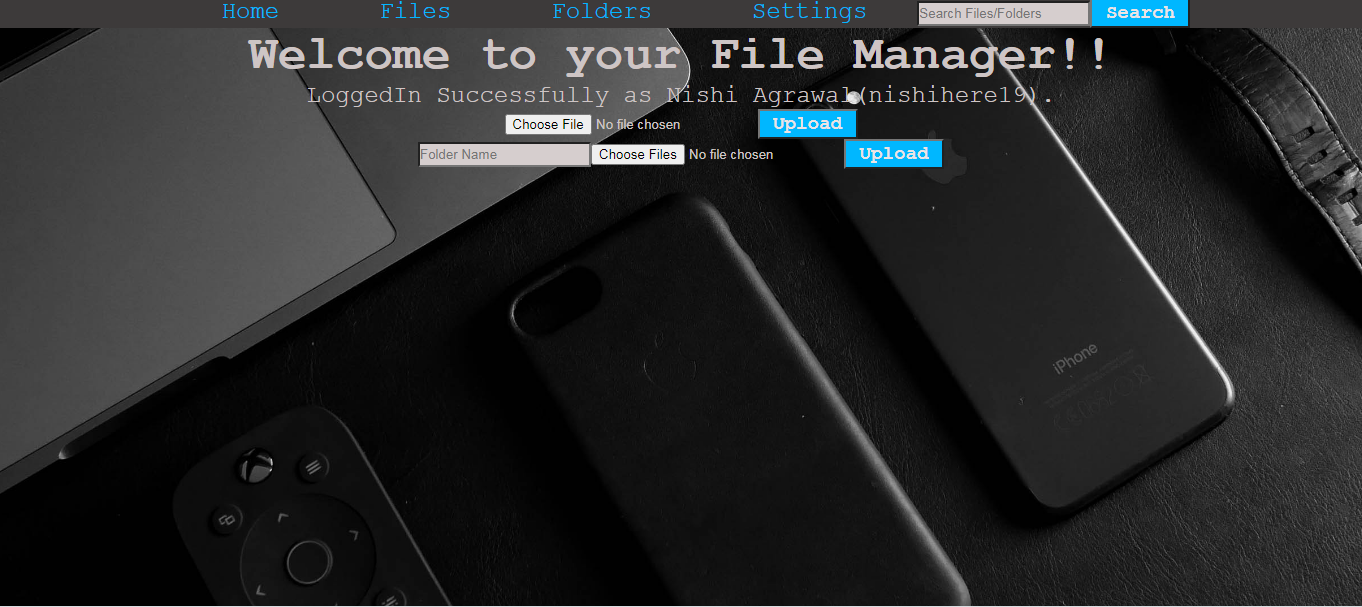 Home Files Folders Settings Search Files/Folders Search
Welcome to your File Manager!!
LoggedIn Successfully as Nishi Agrawal(nishihere19).
Choose File No file chosen Upload
Folder Name Choose Files No file chosen Upload
iPhone